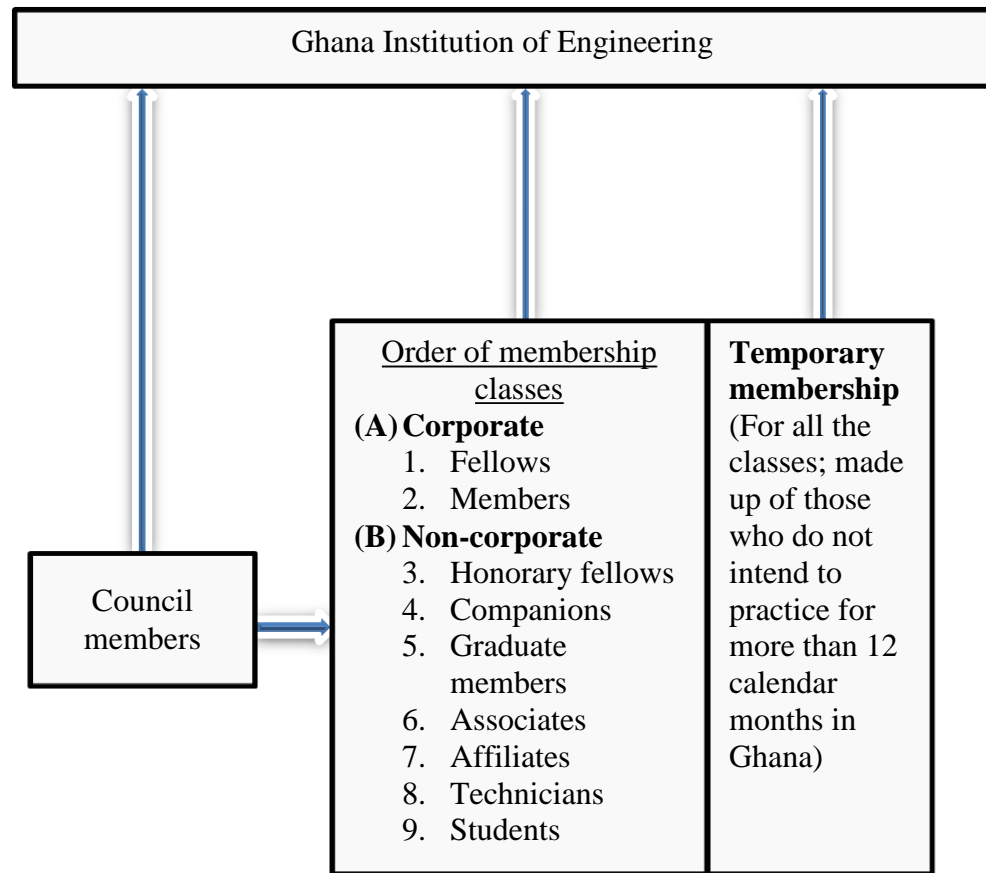 Ghana Institution of Engineering
Order of membership
classes
(A) Corporate
1. Fellows
2. Members
(B) Non-corporate
3. Honorary fellows
4. Companions
5. Graduate
members
6. Associates
7. Affiliates
8. Technicians
9. Students
Temporary
membership
(For all the
classes; made
up of those
who do not
intend to
practice for
more than 12
calendar
months in
Ghana)
Council
members